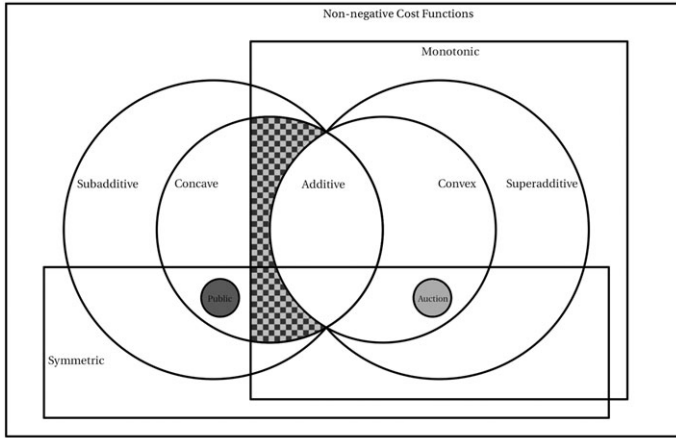 Non-negative Cost Functions
Monotonic
Subadditive
Concave
Additive
Convex
Superadditive
Public
Auction
Symmetric